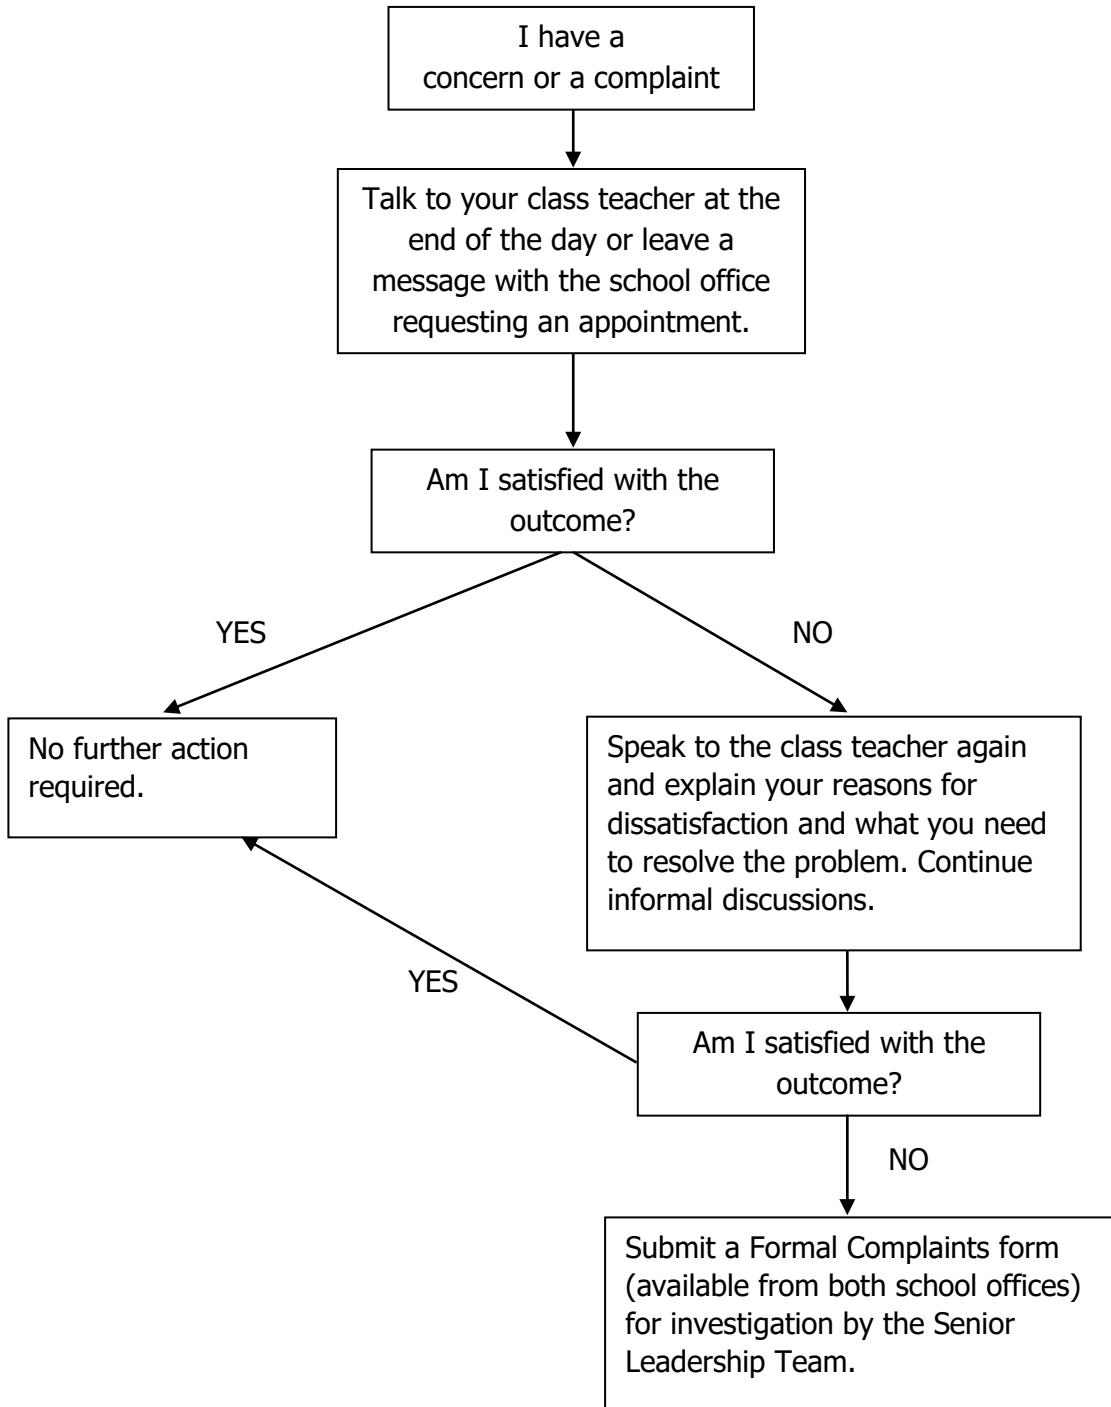 I have a
concern or a complaint
Talk to your class teacher at the
end of the day or leave a
message with the school office
requesting an appointment.
Am I satisfied with the
outcome?
YES
NO
No further action
required.
Speak to the class teacher again
and explain your reasons for
dissatisfaction and what you need
to resolve the problem. Continue
informal discussions.
YES
Am I satisfied with the
outcome?
NO
Submit a Formal Complaints form
(available from both school offices)
for investigation by the Senior
Leadership Team.